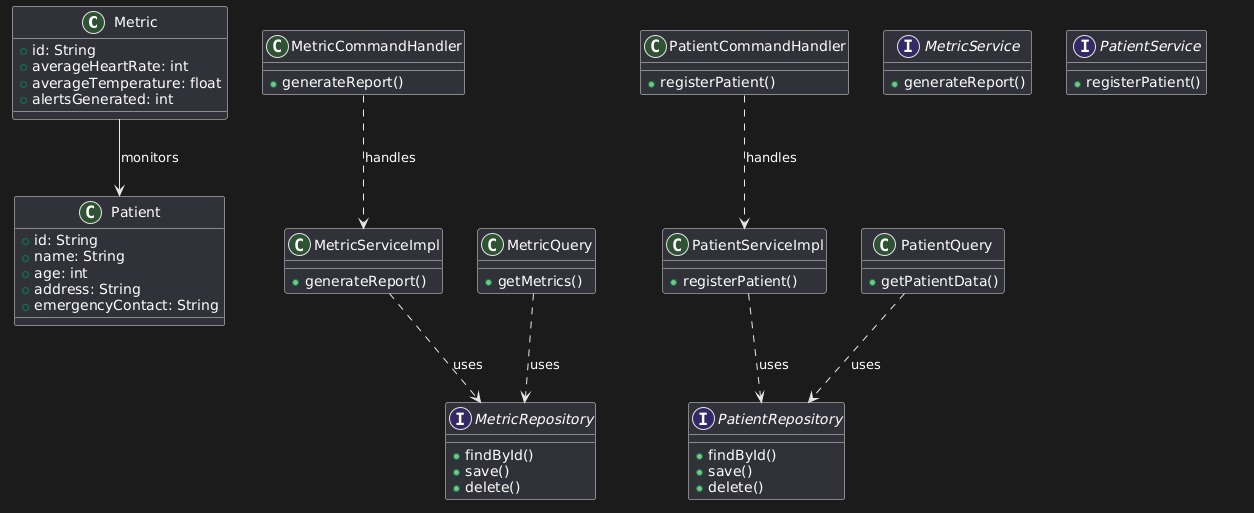 C Metric
id: String
averageHeartRate: int
averageTemperature: float
alertsGenerated: int
C MetricCommandHandler
generateReport()
C PatientCommandHandler
registerPatient()
I MetricService
generateReport()
I PatientService
registerPatient()
monitors
handles
handles
C Patient
id: String
name: String
age: int
address: String
emergencyContact: String
C MetricServiceImpl
generateReport()
C MetricQuery
getMetrics()
C PatientServiceImpl
registerPatient()
C PatientQuery
getPatientData()
uses
uses
uses
uses
I MetricRepository
findById()
save()
delete()
I PatientRepository
findById()
save()
delete()